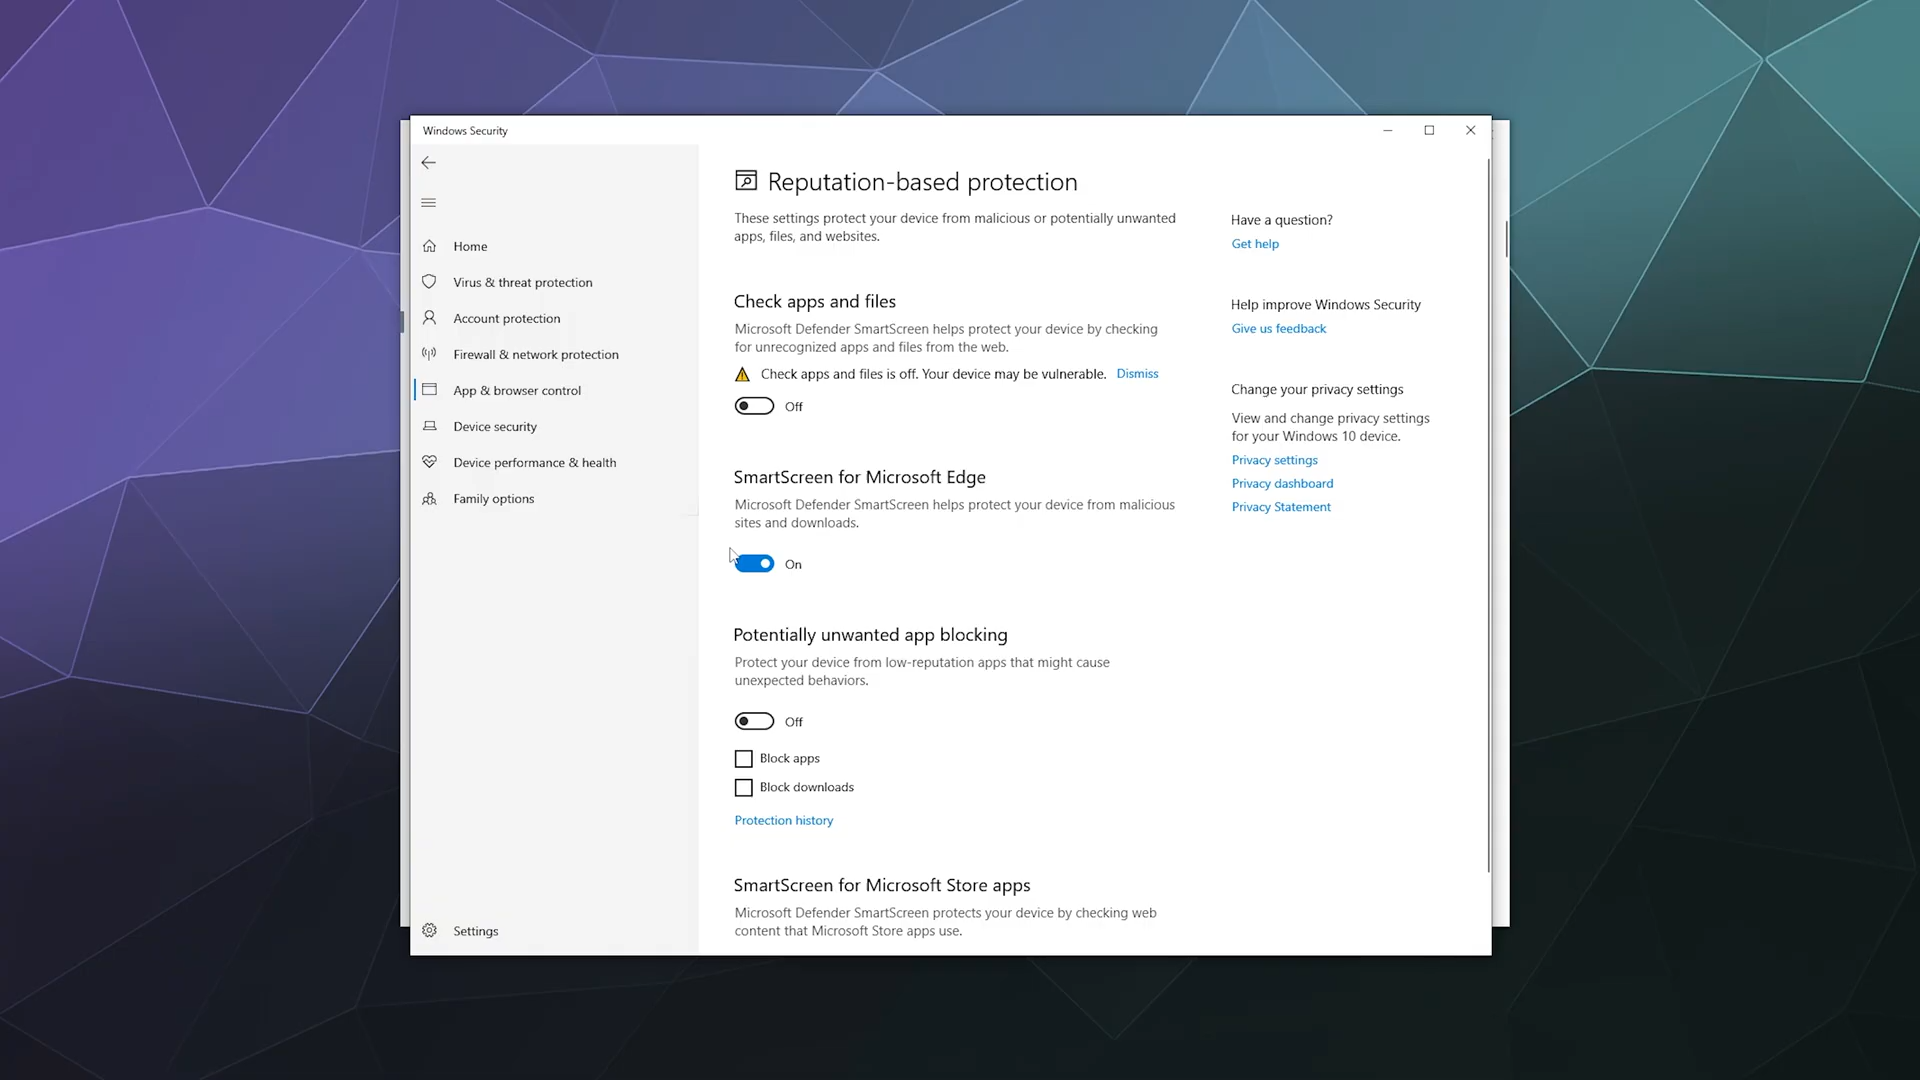 Windows Security
Home
Virus & threat protection
Account protection
Firewall & network protection
App & browser control
Device security
Device performance & health
Family options
Settings
Reputation-based protection
These settings protect your device from malicious or potentially unwanted
apps, files, and websites.
Check apps and files
Microsoft Defender SmartScreen helps protect your device by checking
for unrecognized apps and files from the web.
Check apps and files is off. Your device may be vulnerable. Dismiss
Off
SmartScreen for Microsoft Edge
Microsoft Defender SmartScreen helps protect your device from malicious
sites and downloads.
On
Potentially unwanted app blocking
Protect your device from low-reputation apps that might cause
unexpected behaviors.
Off
Block apps
Block downloads
Protection history
SmartScreen for Microsoft Store apps
Microsoft Defender SmartScreen protects your device by checking web
content that Microsoft Store apps use.
Have a question?
Get help
Help improve Windows Security
Give us feedback
Change your privacy settings
View and change privacy settings
for your Windows 10 device.
Privacy settings
Privacy dashboard
Privacy Statement